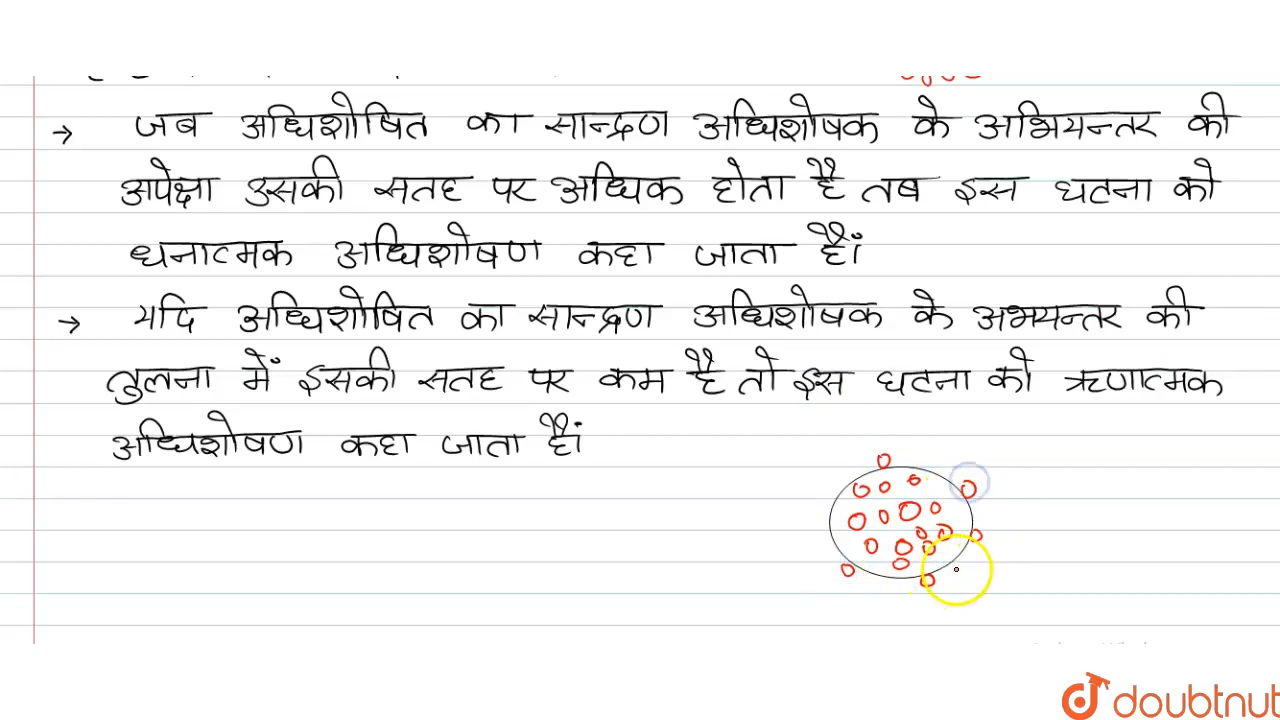 → जब अधिशोषित का सान्द्रण अधिशोषक के अभियन्तर की
अपेक्षा उसकी सतह पर अधिक होता है तब इस घटना को
धनात्मक अधिशोषण कहा जाता है।
→ यदि अधिशोषित का सान्द्रण अधिशोषक के अभयन्तर की
तुलना में इसकी सतह पर कम है तो इस घटना को ऋणात्मक
अधिशोषण कहा जाता है।
doubtnut